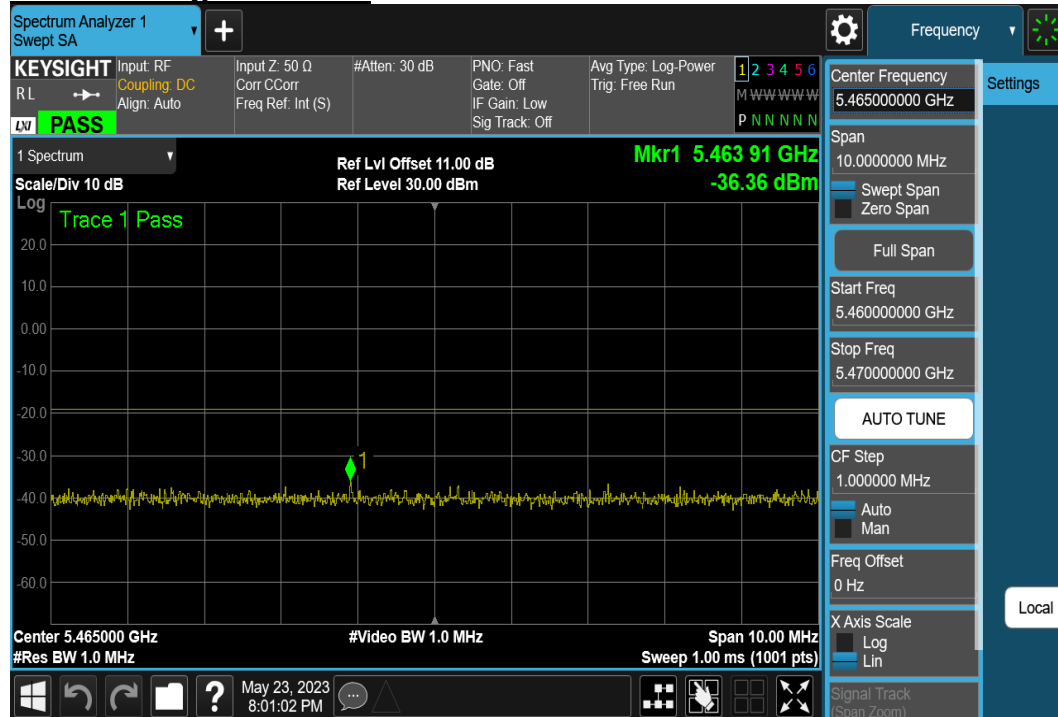 Spectrum Analyzer 1
Swept SA
+
Frequency
KEYSIGHT
RL
LXI
PASS
Input: RF
Coupling: DC
Align: Auto
Input Z: 50 Ω
Corr CCorr
Freq Ref: Int (S)
#Atten: 30 dB
PNO: Fast
Gate: Off
IF Gain: Low
Sig Track: Off
Avg Type: Log-Power
Trig: Free Run
1 2 3 4 5 6
M W W W W W
P N N N N N
1 Spectrum
Scale/Div 10 dB
Ref Lvl Offset 11.00 dB
Ref Level 30.00 dBm
Mkr1 5.463 91 GHz
-36.36 dBm
Log
Trace 1 Pass
20.0
10.00
0.00
-10.0
-20.0
-30.0
-40.0
-50.0
-60.0
1
Center 5.465000 GHz
#Res BW 1.0 MHz
#Video BW 1.0 MHz
Span 10.00 MHz
Sweep 1.00 ms (1001 pts)
Center Frequency
5.465000000 GHz
Span
10.0000000 MHz
Swept Span
Zero Span
Full Span
Start Freq
5.460000000 GHz
Stop Freq
5.470000000 GHz
AUTO TUNE
CF Step
1.000000 MHz
Auto
Man
Freq Offset
0 Hz
X Axis Scale
Log
Lin
Signal Track
(Span Zoom)
Settings
Local
?
May 23, 2023
8:01:02 PM